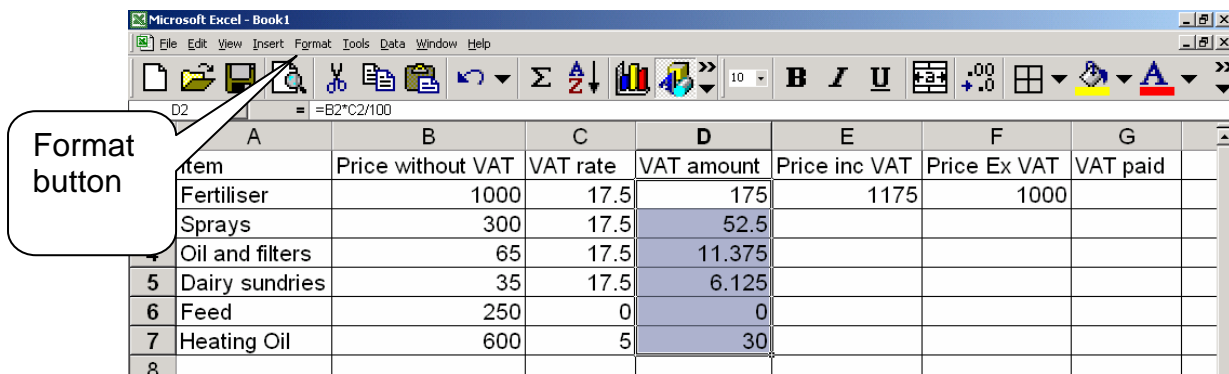 Microsoft Excel - Book1
File Edit View Insert Format Tools Data Window Help
10 B I U
D2 = =B2*C2/100
Format
button
A B C D E F G
Item Price without VAT VAT rate VAT amount Price inc VAT Price Ex VAT VAT paid
Fertiliser 1000 17.5 175 1175 1000
Sprays 300 17.5 52.5
4 Oil and filters 65 17.5 11.375
5 Dairy sundries 35 17.5 6.125
6 Feed 250 0 0
7 Heating Oil 600 5 30
8